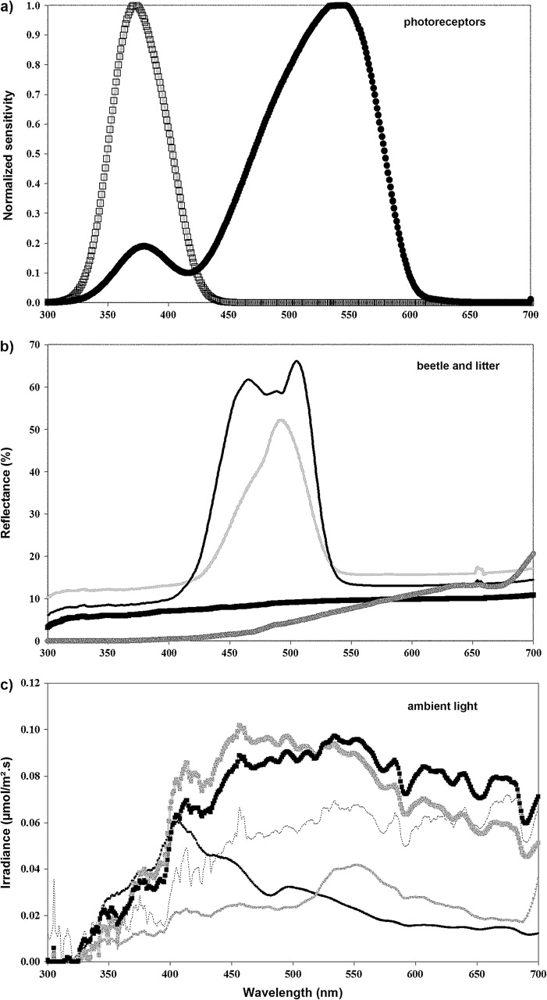 a)
photoreceptors
Normalized sensitivity
1.0
0.9
0.8
0.7
0.6
0.5
0.4
0.3
0.2
0.1
0.0
300 350 400 450 500 550 600 650 700
b)
beetle and litter
Reflectance (%)
70
60
50
40
30
20
10
0
300 350 400 450 500 550 600 650 700
c)
ambient light
Irradiance (µmol/m².s)
0.12
0.10
0.08
0.06
0.04
0.02
0.00
300 350 400 450 500 550 600 650 700
Wavelength (nm)